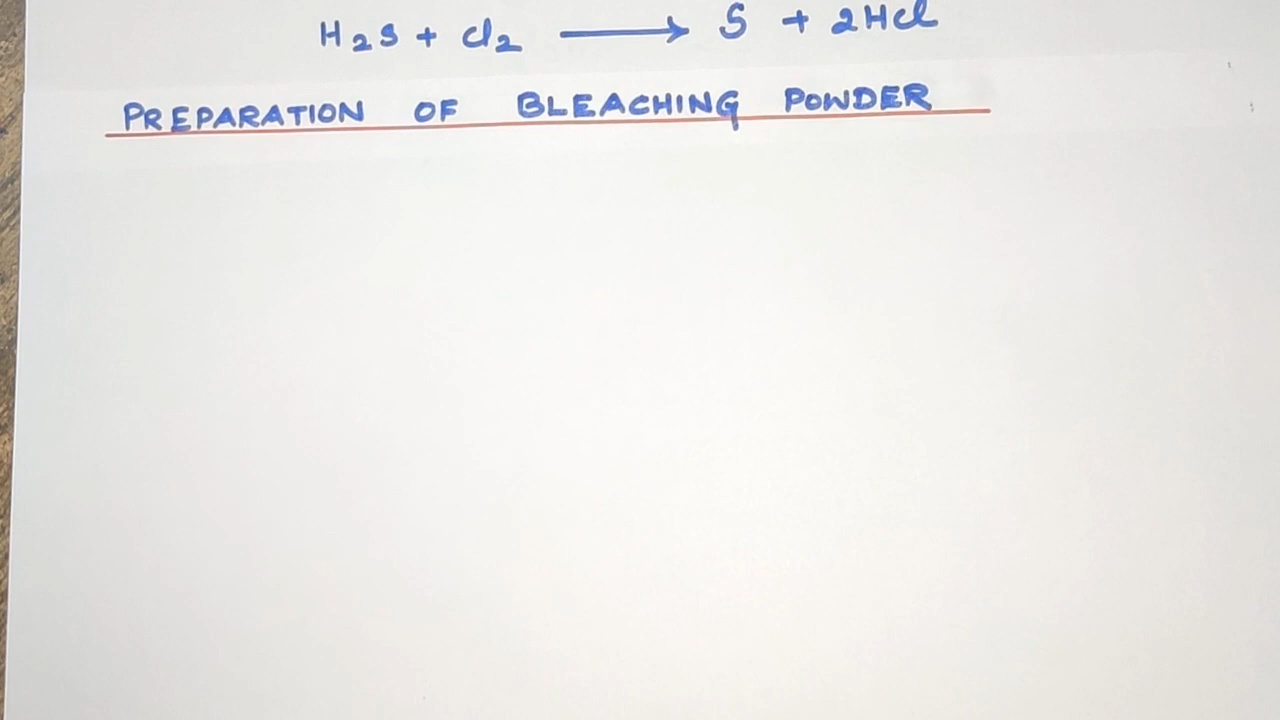 H₂S + Cl₂ ⟶ S + 2HCl
PREPARATION OF BLEACHING POWDER